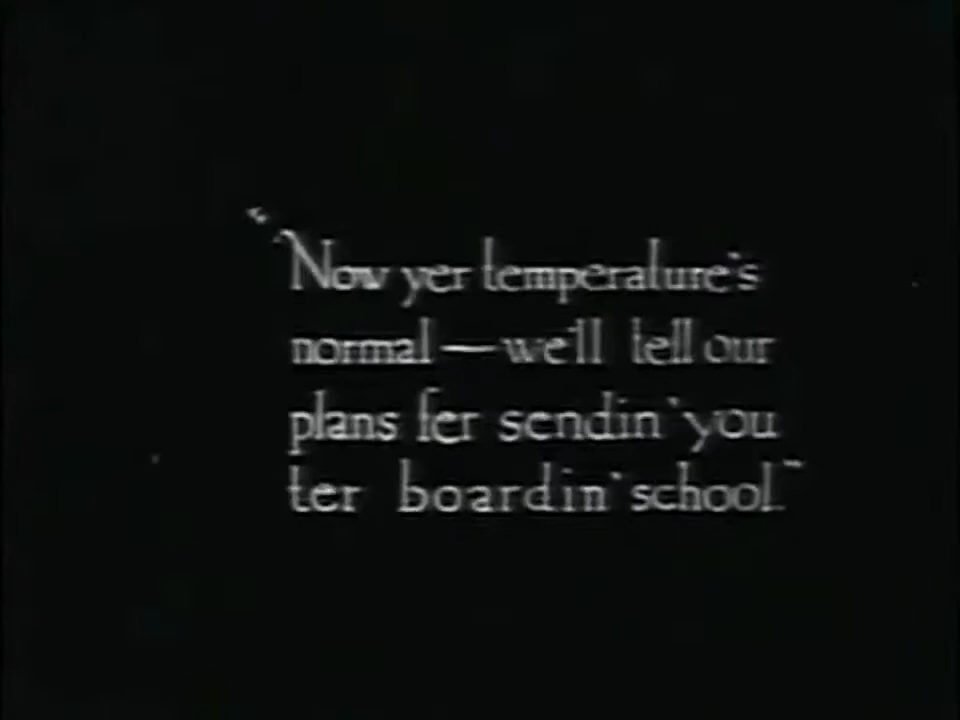 "Now yer temperature's
normal — we'll tell our
plans fer sendin' you
ter boardin' school."